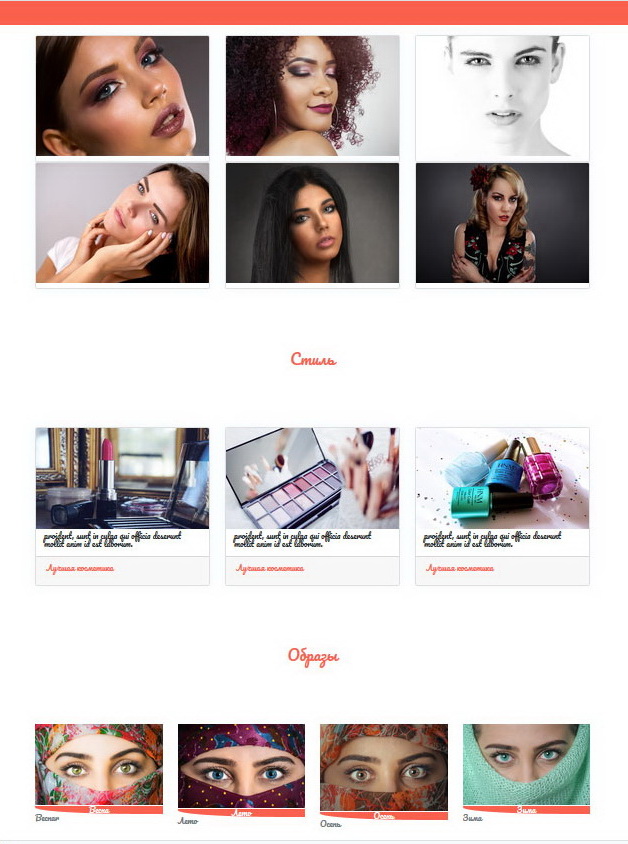 Стиль
proident, sunt in culpa qui officia deserunt
mollit anim id est laborum.
Лучшая косметика
proident, sunt in culpa qui officia deserunt
mollit anim id est laborum.
Лучшая косметика
proident, sunt in culpa qui officia deserunt
mollit anim id est laborum.
Лучшая косметика
Образы
Весна
Весная
Лето
Лето
Осень
Осень
Зима
Зима